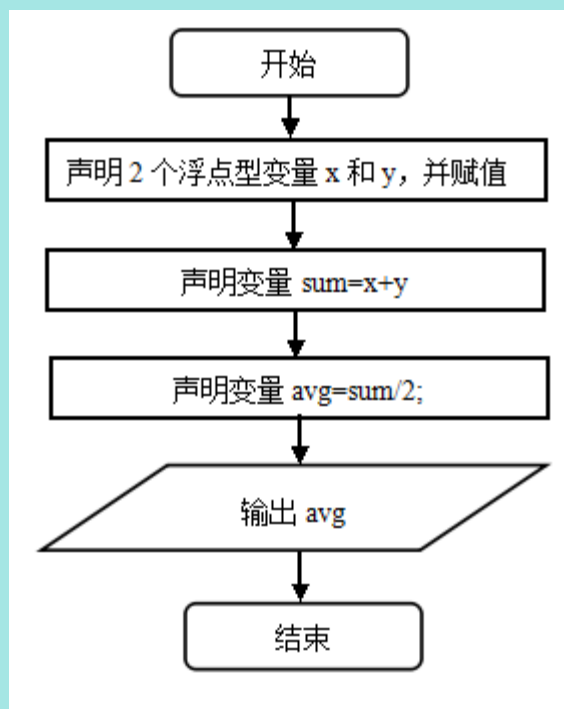 开始
声明 2 个浮点型变量 x 和 y，并赋值
声明变量 sum=x+y
声明变量 avg=sum/2;
输出 avg
结束